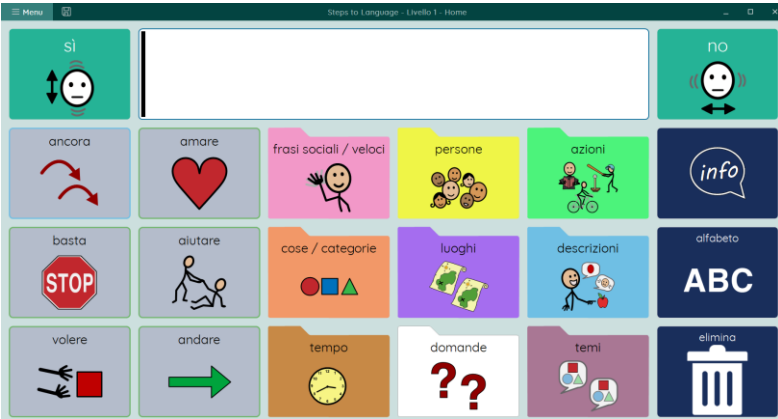 Menu
Steps to Language - Livello 1 - Home
sì
no
ancora
amare
frasi sociali / veloci
persone
azioni
info
basta
STOP
aiutare
cose / categorie
luoghi
descrizioni
alfabeto
ABC
volere
andare
tempo
domande
??
temi
elimina